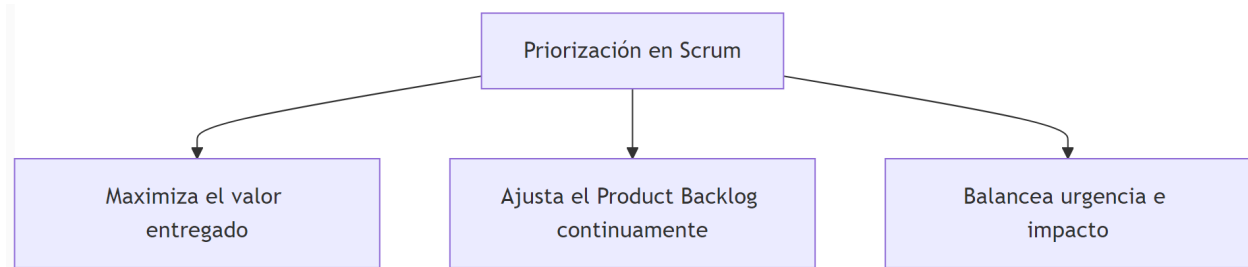 Priorización en Scrum
Maximiza el valor
entregado
Ajusta el Product Backlog
continuamente
Balancea urgencia e
impacto